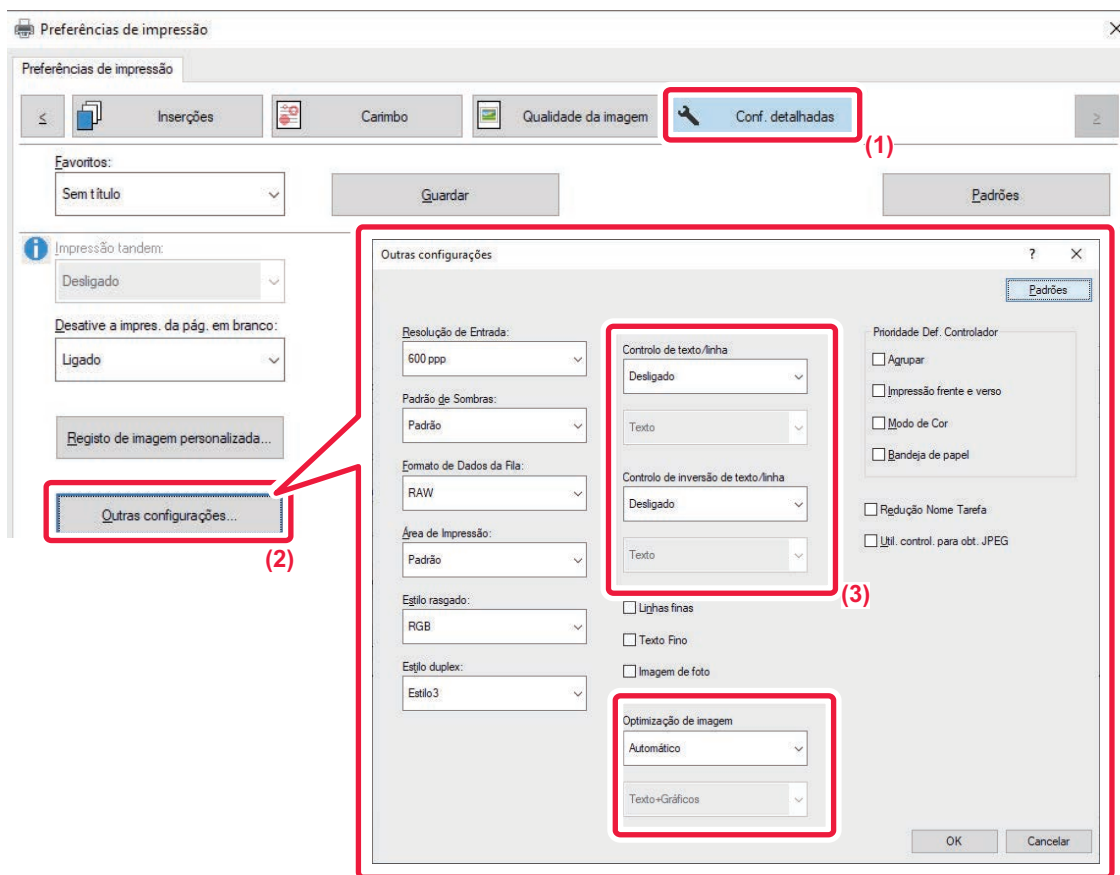 Preferências de impressão
Preferências de impressão
Inserções
Carimbo
Qualidade da imagem
Conf. detalhadas
(1)
Favoritos:
Sem título
Guardar
Padrões
Impressão tandem:
Desligado
Desative a impres. da pág. em branco:
Ligado
Registo de imagem personalizada...
Outras configurações...
(2)
Outras configurações
?
Padrões
Resolução de Entrada:
600 ppp
Padrão de Sombras:
Padrão
Formato de Dados da Fila:
RAW
Área de Impressão:
Padrão
Estilo rasgado:
RGB
Estilo duplex:
Estilo3
Controlo de texto/linha
Desligado
Texto
Controlo de inversão de texto/linha
Desligado
Texto
(3)
Linhas finas
Texto Fino
Imagem de foto
Optimização de imagem
Automático
Texto+Gráficos
Prioridade Def. Controlador
Agrupar
Impressão frente e verso
Modo de Cor
Bandeja de papel
Redução Nome Tarefa
Util. control. para obt. JPEG
OK
Cancelar